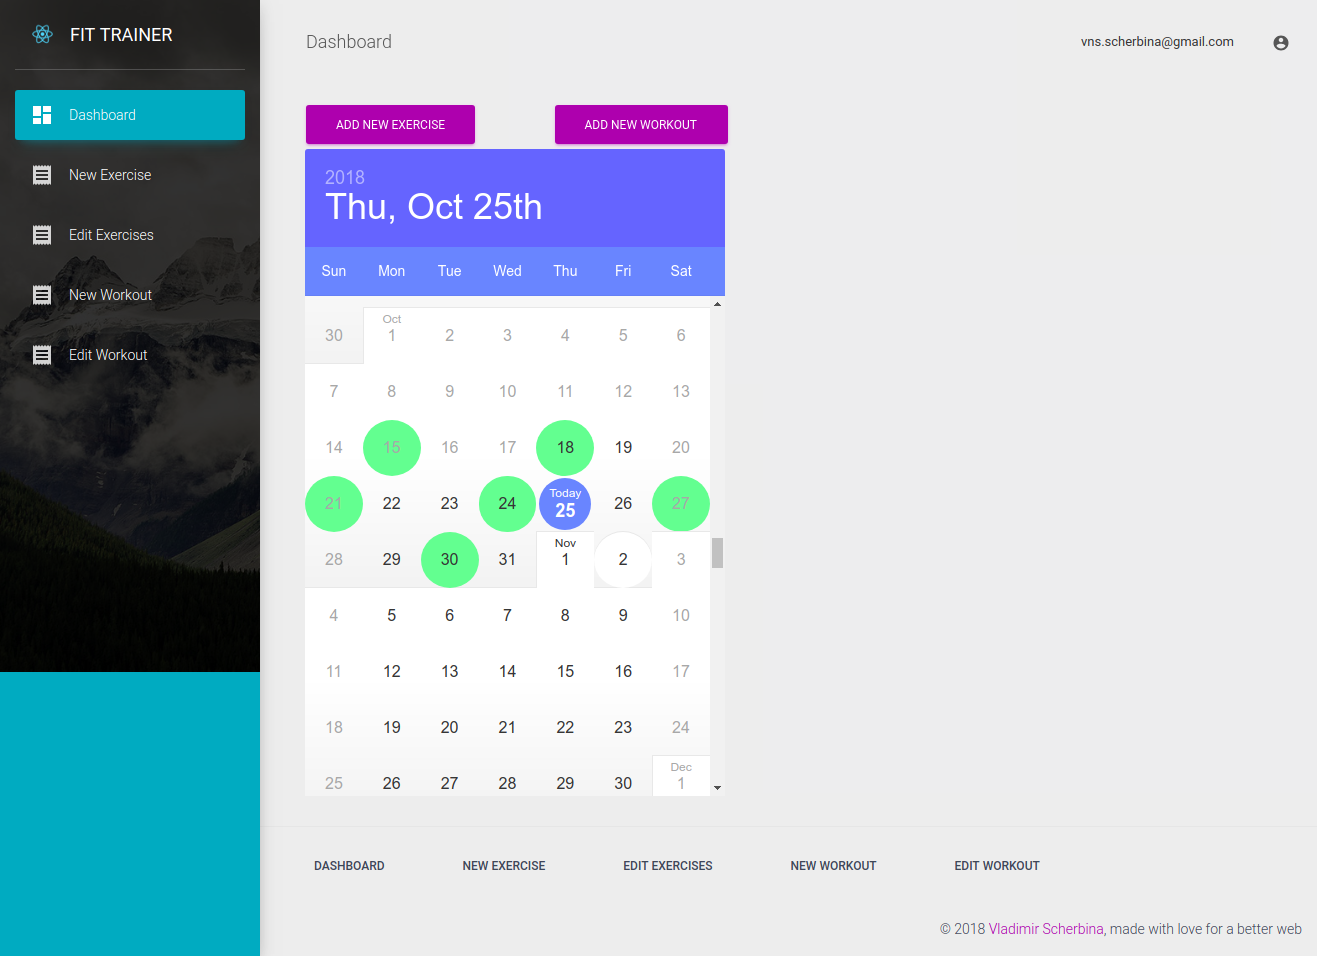 FIT TRAINER
Dashboard
New Exercise
Edit Exercises
New Workout
Edit Workout
Dashboard
vns.scherbina@gmail.com
ADD NEW EXERCISE ADD NEW WORKOUT
2018
Thu, Oct 25th
Sun Mon Tue Wed Thu Fri Sat
Oct
30 1 2 3 4 5 6
7 8 9 10 11 12 13
14 15 16 17 18 19 20
Today
21 22 23 24 25 26 27
Nov
28 29 30 31 1 2 3
4 5 6 7 8 9 10
11 12 13 14 15 16 17
18 19 20 21 22 23 24
Dec
25 26 27 28 29 30 1
DASHBOARD NEW EXERCISE EDIT EXERCISES NEW WORKOUT EDIT WORKOUT
© 2018 Vladimir Scherbina, made with love for a better web